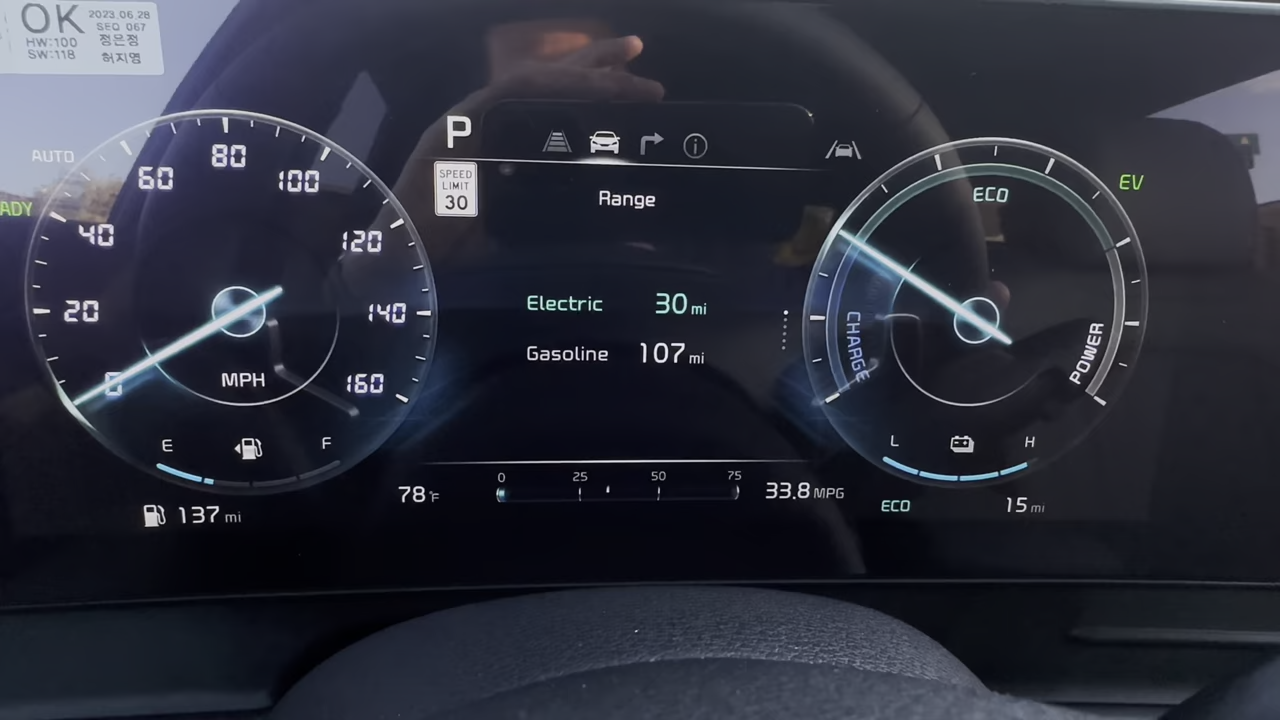 OK
2023.06.28
SEQ 067
HW:100
정은정
SW:118
허지영
AUTO
ADY
0
20
40
60
80
100
120
140
160
MPH
E
F
137 mi
P
SPEED
LIMIT
30
Range
Electric 30 mi
Gasoline 107 mi
78°F
0 25 50 75
33.8 MPG
EV
ECO
CHARGE
POWER
L
H
ECO
15 mi